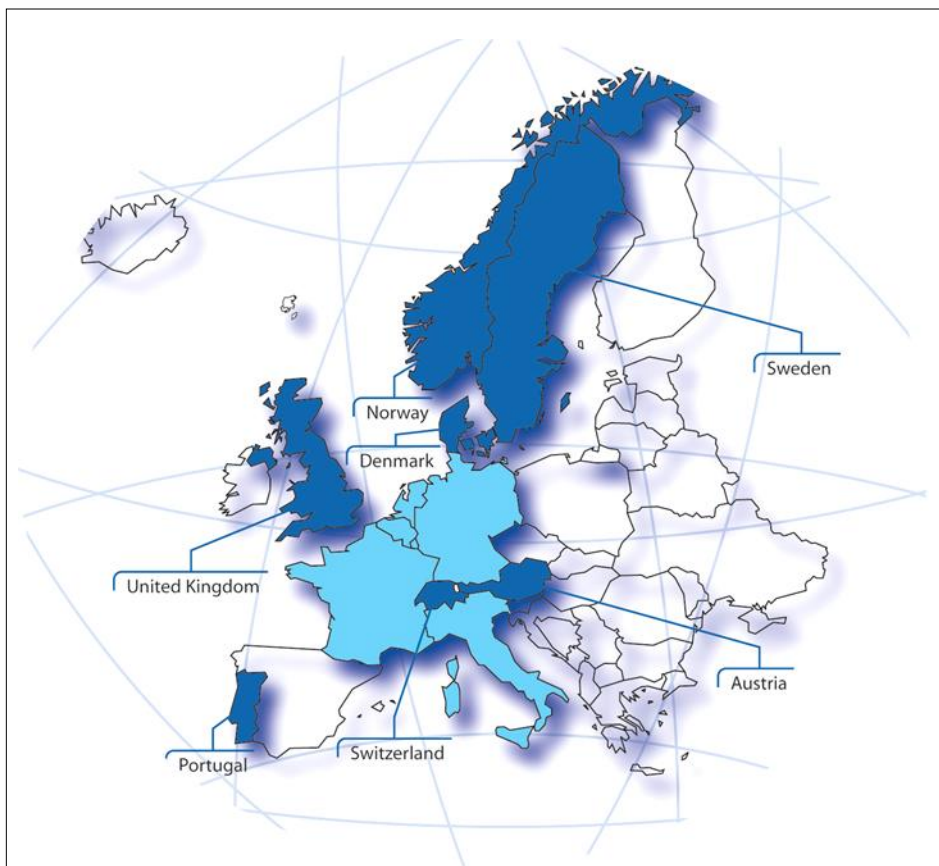 Sweden
Norway
Denmark
United Kingdom
Austria
Portugal
Switzerland